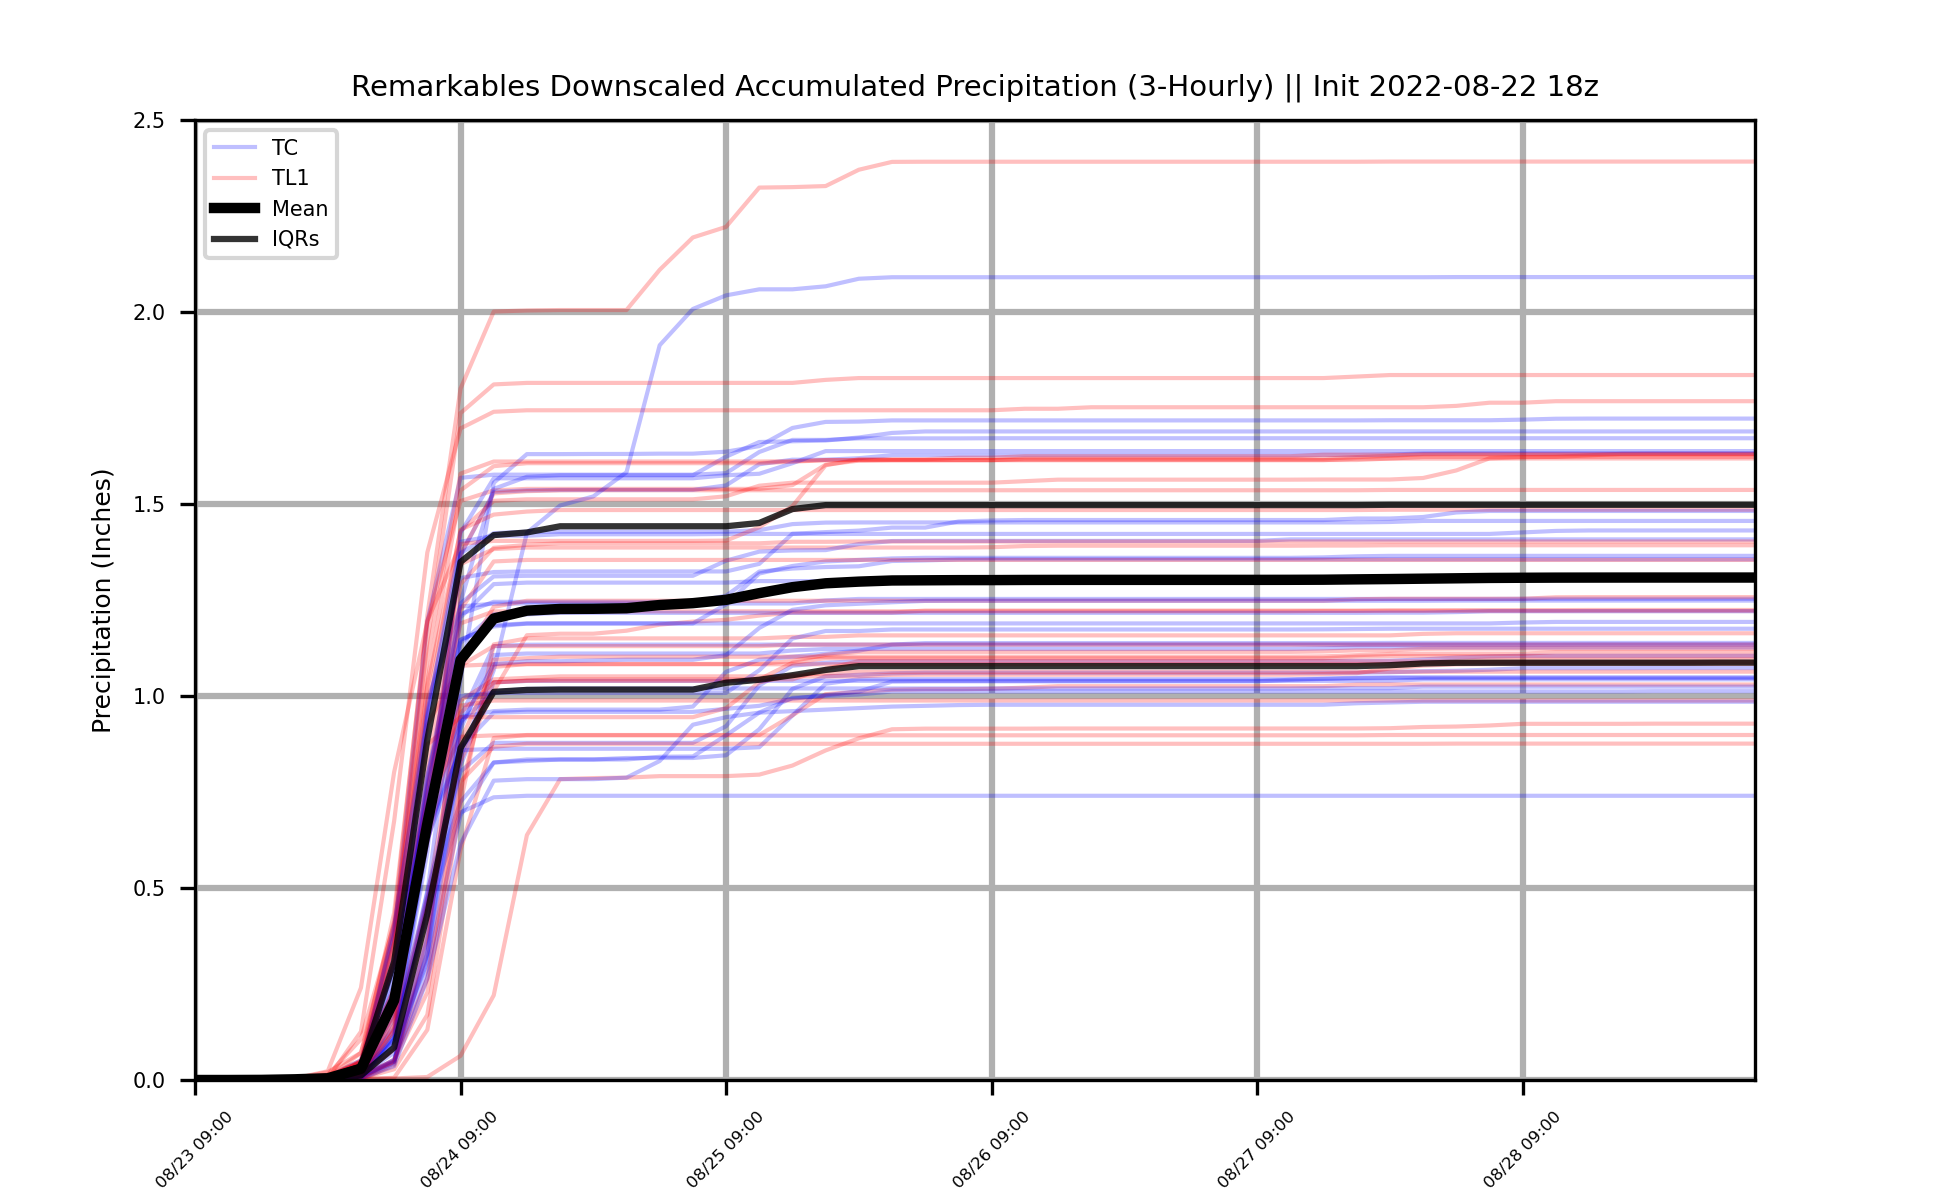 Remarkables Downscaled Accumulated Precipitation (3-Hourly) || Init 2022-08-22 18z
TC
TL1
Mean
IQRs
Precipitation (Inches)
2.5
2.0
1.5
1.0
0.5
0.0
08/23 09:00
08/24 09:00
08/25 09:00
08/26 09:00
08/27 09:00
08/28 09:00